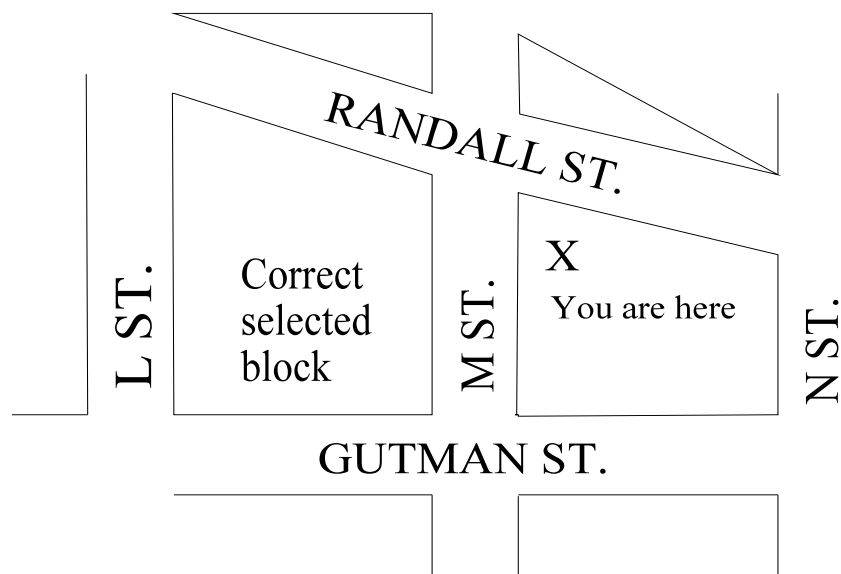 RANDALL ST.
L ST.
Correct
selected
block
M ST.
X
You are here
N ST.
GUTMAN ST.